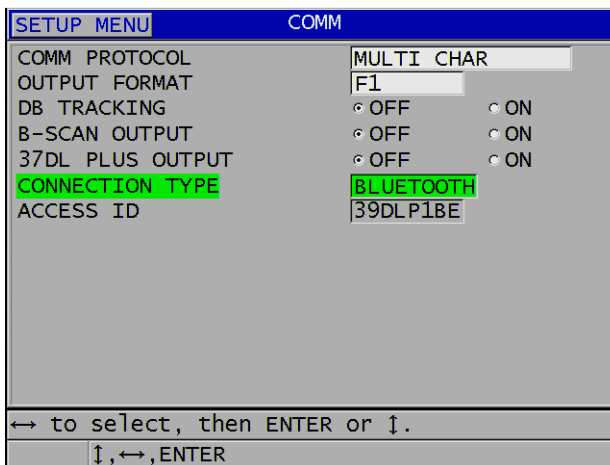 SETUP MENU COMM
COMM PROTOCOL MULTI CHAR
OUTPUT FORMAT F1
DB TRACKING OFF ON
B-SCAN OUTPUT OFF ON
37DL PLUS OUTPUT OFF ON
CONNECTION TYPE BLUETOOTH
ACCESS ID 39DLP1BE
↔ to select, then ENTER or ↕.
↕,↔,ENTER